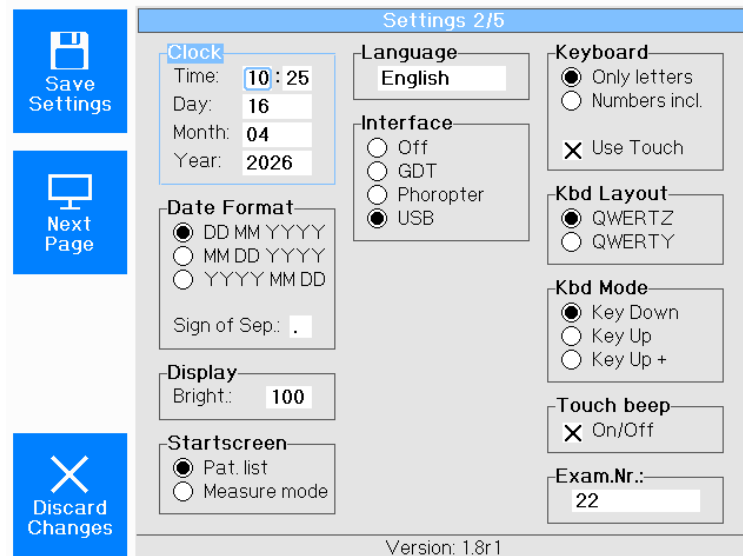 Settings 2/5
Save
Settings
Next
Page
Discard
Changes
Clock
Time: 10 : 25
Day: 16
Month: 04
Year: 2026
Date Format
DD MM YYYY
MM DD YYYY
YYYY MM DD
Sign of Sep.: .
Display
Bright.: 100
Startscreen
Pat. list
Measure mode
Language
English
Interface
Off
GDT
Phoropter
USB
Keyboard
Only letters
Numbers incl.
Use Touch
Kbd Layout
QWERTZ
QWERTY
Kbd Mode
Key Down
Key Up
Key Up +
Touch beep
On/Off
Exam.Nr.:
22
Version: 1.8r1